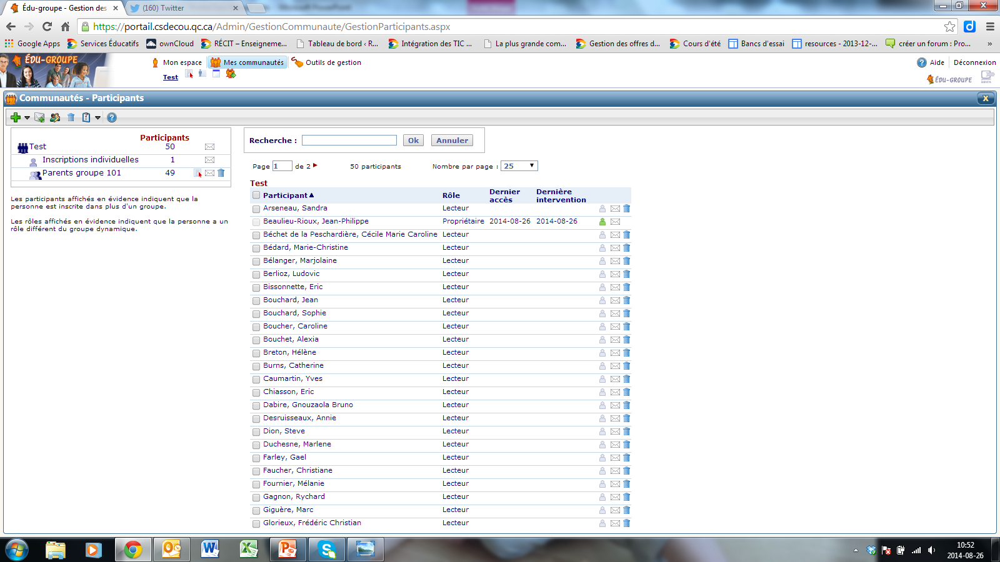 Édu-groupe - Gestion des
(160) Twitter
https://portail.csdecou.qc.ca/Admin/GestionCommunaute/GestionParticipants.aspx
Google Apps
Services Éducatifs
ownCloud
RÉCIT – Enseigneme...
Tableau de bord ‹ R...
Intégration des TIC ...
La plus grande com...
Gestion des offres d...
Cours d'été
Bancs d'essai
resources - 2013-12-...
créer un forum : Pro...
»
ÉDU-GROUPE
Mon espace
Mes communautés
Outils de gestion
Test
Aide
Déconnexion
ÉDU-GROUPE
Communautés - Participants
X
Participants
Test 50
Inscriptions individuelles 1
Parents groupe 101 49
Les participants affichés en évidence indiquent que la
personne est inscrite dans plus d'un groupe.
Les rôles affichés en évidence indiquent que la personne a un
rôle différent du groupe dynamique.
Recherche : Ok Annuler
Page 1 de 2 50 participants Nombre par page : 25
Test
Participant Rôle Dernier accès Dernière intervention
Arseneau, Sandra Lecteur
Beaulieu-Rioux, Jean-Philippe Propriétaire 2014-08-26 2014-08-26
Béchet de la Peschardière, Cécile Marie Caroline Lecteur
Bédard, Marie-Christine Lecteur
Bélanger, Marjolaine Lecteur
Berlioz, Ludovic Lecteur
Bissonnette, Eric Lecteur
Bouchard, Jean Lecteur
Bouchard, Sophie Lecteur
Boucher, Caroline Lecteur
Bouchet, Alexia Lecteur
Breton, Hélène Lecteur
Burns, Catherine Lecteur
Caumartin, Yves Lecteur
Chiasson, Eric Lecteur
Dabire, Gnouzaola Bruno Lecteur
Desruisseaux, Annie Lecteur
Dion, Steve Lecteur
Duchesne, Marlene Lecteur
Farley, Gael Lecteur
Faucher, Christiane Lecteur
Fournier, Mélanie Lecteur
Gagnon, Rychard Lecteur
Giguère, Marc Lecteur
Glorieux, Frédéric Christian Lecteur
10:52
2014-08-26